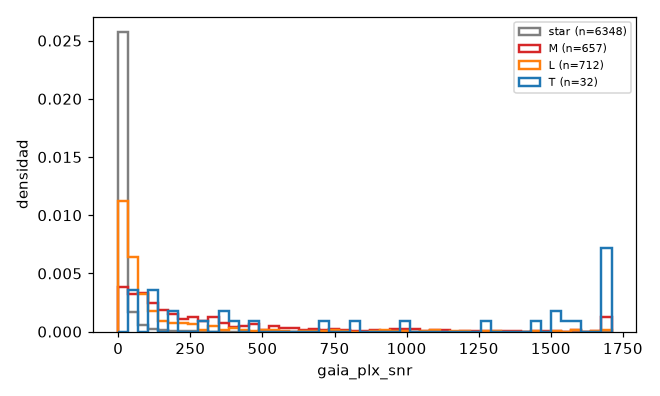 0.025
0.020
0.015
0.010
0.005
0.000
densidad
0 250 500 750 1000 1250 1500 1750
gaia_plx_snr
star (n=6348)
M (n=657)
L (n=712)
T (n=32)